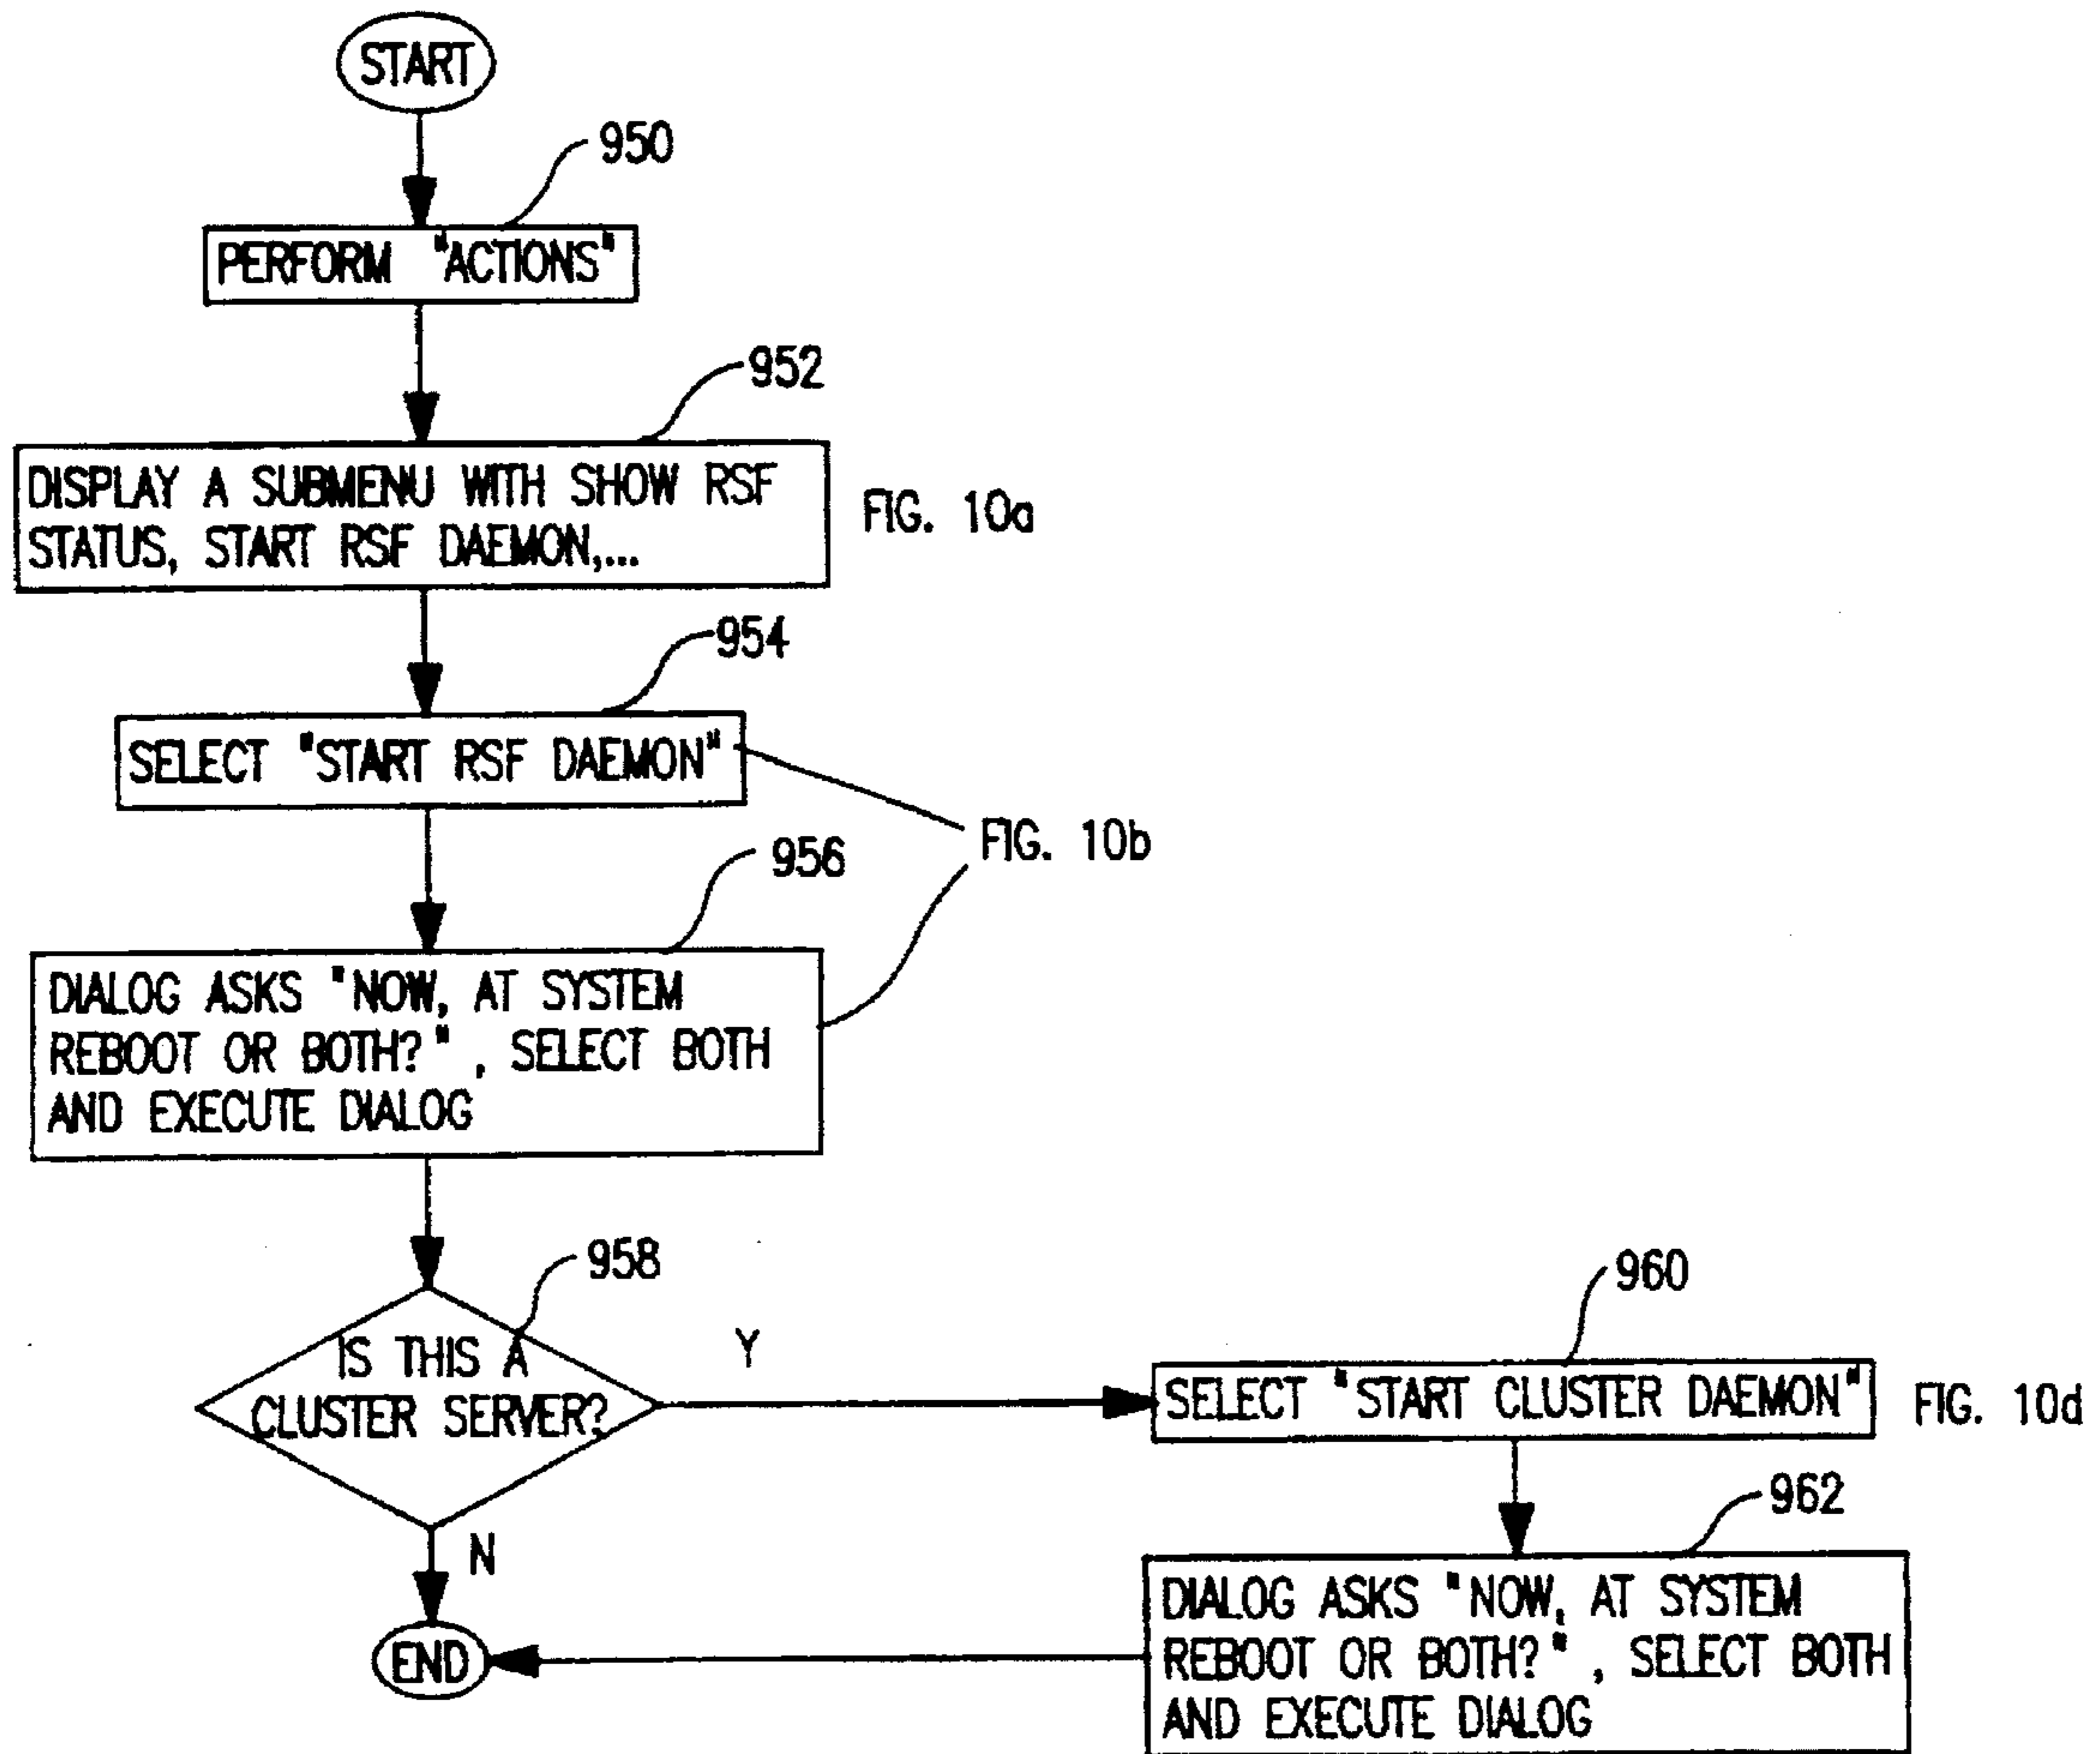 START
950
PERFORM "ACTIONS"
952
DISPLAY A SUBMENU WITH SHOW RSF
STATUS, START RSF DAEMON,...
FIG. 10a
954
SELECT "START RSF DAEMON"
FIG. 10b
956
DIALOG ASKS "NOW, AT SYSTEM
REBOOT OR BOTH?", SELECT BOTH
AND EXECUTE DIALOG
958
IS THIS A
CLUSTER SERVER?
Y
N
960
SELECT "START CLUSTER DAEMON"
FIG. 10d
962
DIALOG ASKS "NOW, AT SYSTEM
REBOOT OR BOTH?", SELECT BOTH
AND EXECUTE DIALOG
END